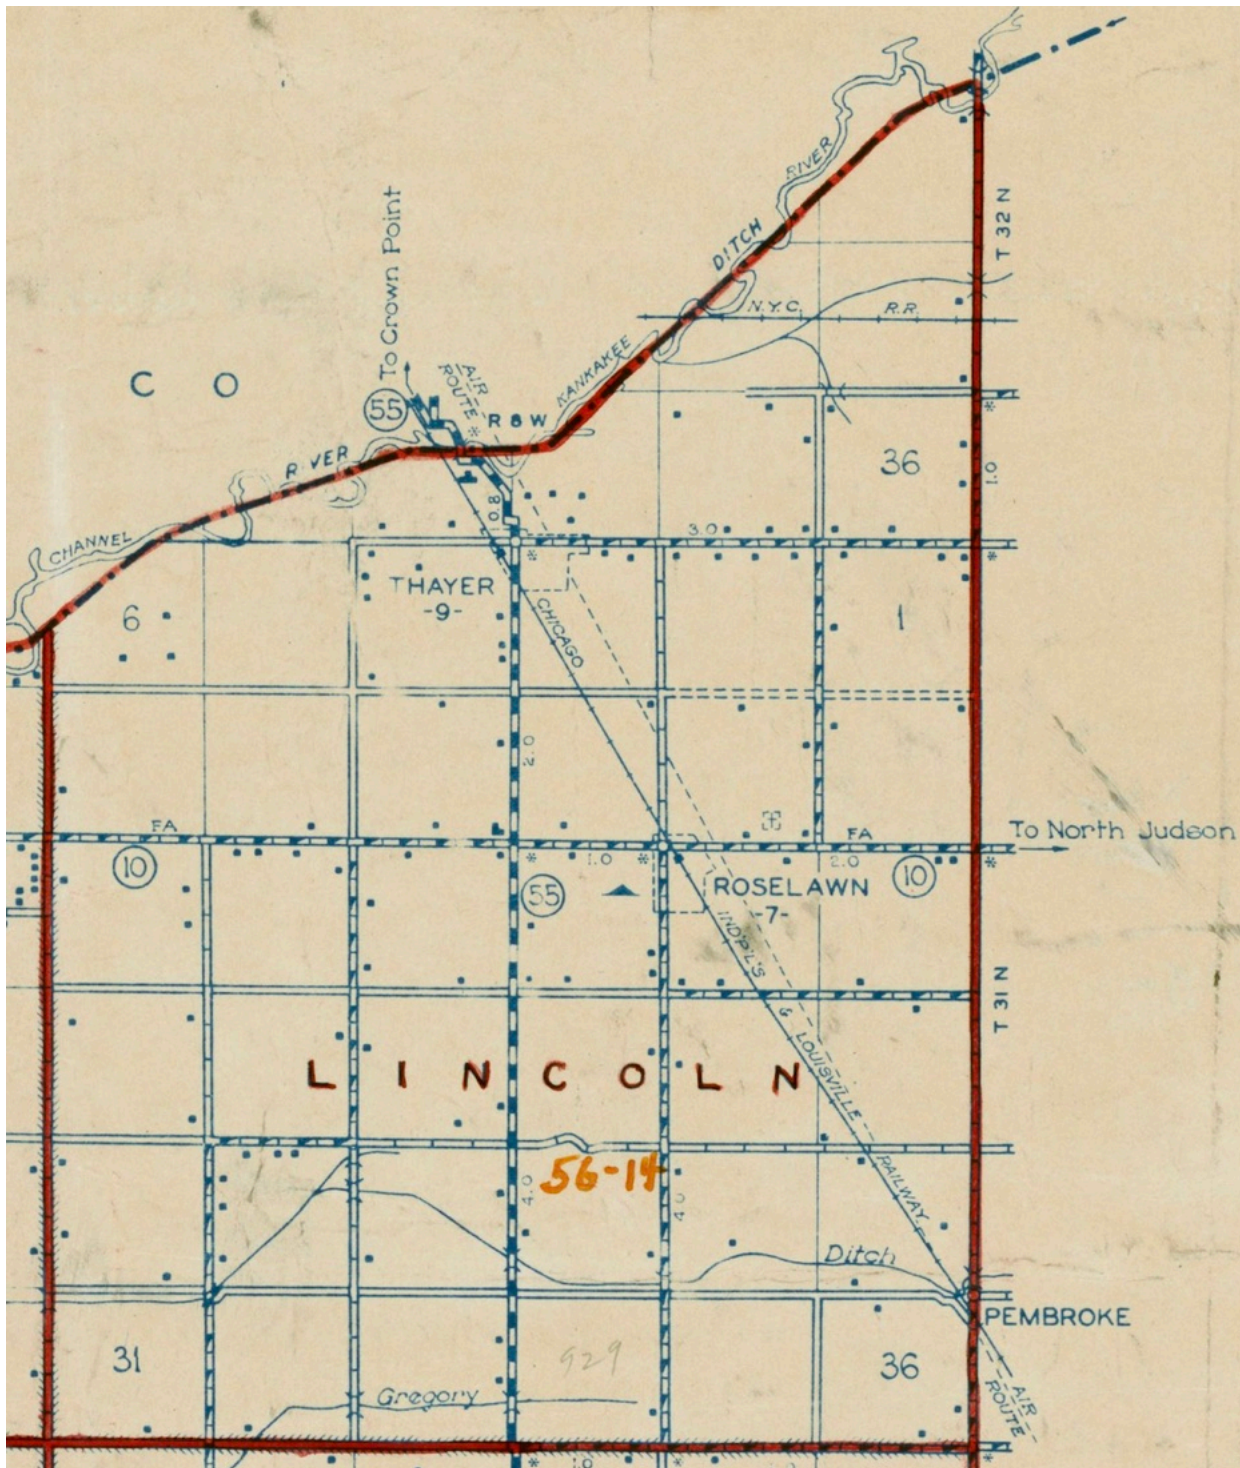 T 32 N
RIVER
DITCH
To Crown Point
N.Y.C. R.R.
KANKAKEE
AIR
ROUTE
C O
55
*
R & W
36
*
1.0
RIVER
0.8
CHANNEL
3.0
*
*
THAYER
-9-
CHICAGO
6
1
2.0
FA
FA
To North Judson
10
*
1.0
*
2.0
10
*
55
ROSELAWN
-7-
IND'P'L'S
T 31 N
&
LOUISVILLE
LINCOLN
56-14
RAILWAY
4.0
4.0
Ditch
PEMBROKE
31
929
36
Gregory
AIR
ROUTE
*
1.0
*
*